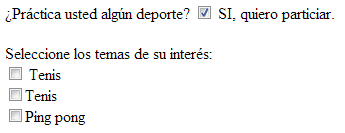 ¿Práctica usted algún deporte? SI, quiero particiar.
Seleccione los temas de su interés:
Tenis
Tenis
Ping pong